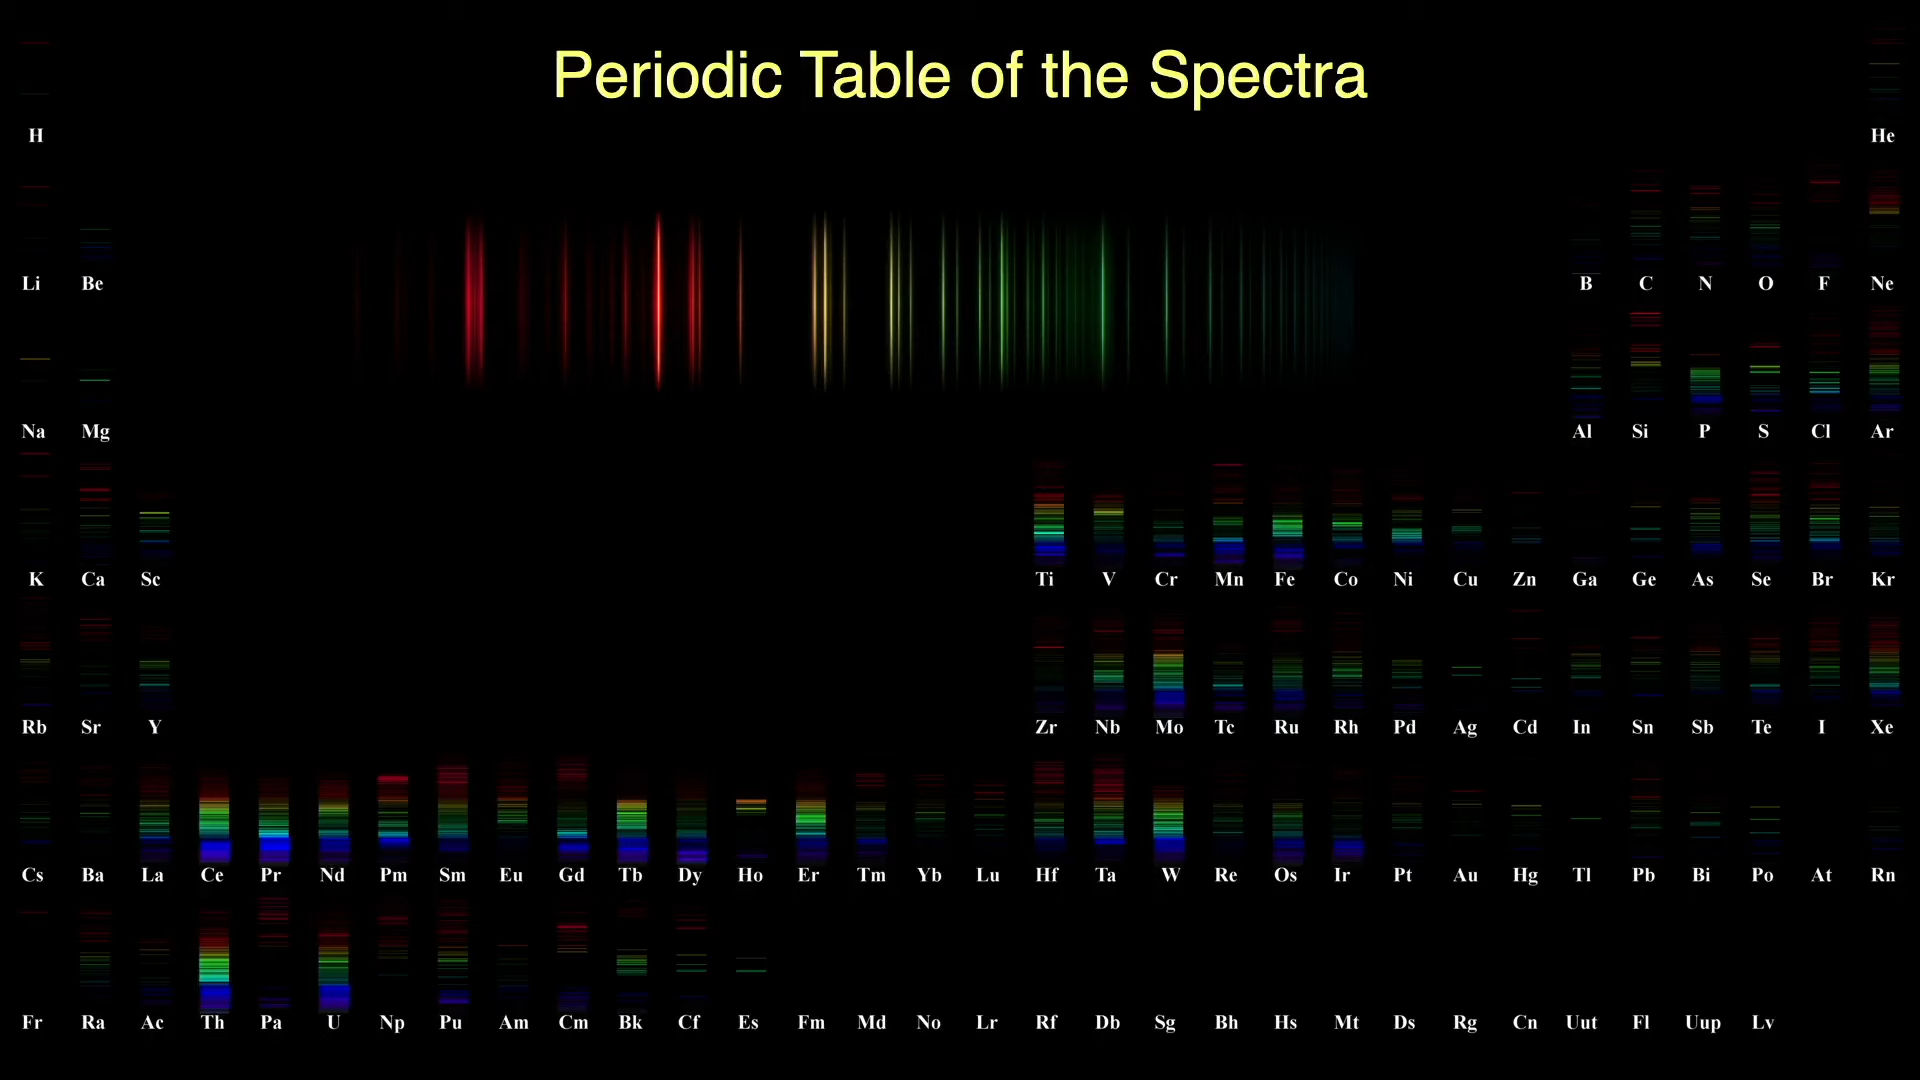 Periodic Table of the Spectra
H He
Li Be B C N O F Ne
Na Mg Al Si P S Cl Ar
K Ca Sc Ti V Cr Mn Fe Co Ni Cu Zn Ga Ge As Se Br Kr
Rb Sr Y Zr Nb Mo Tc Ru Rh Pd Ag Cd In Sn Sb Te I Xe
Cs Ba La Ce Pr Nd Pm Sm Eu Gd Tb Dy Ho Er Tm Yb Lu Hf Ta W Re Os Ir Pt Au Hg Tl Pb Bi Po At Rn
Fr Ra Ac Th Pa U Np Pu Am Cm Bk Cf Es Fm Md No Lr Rf Db Sg Bh Hs Mt Ds Rg Cn Uut Fl Uup Lv